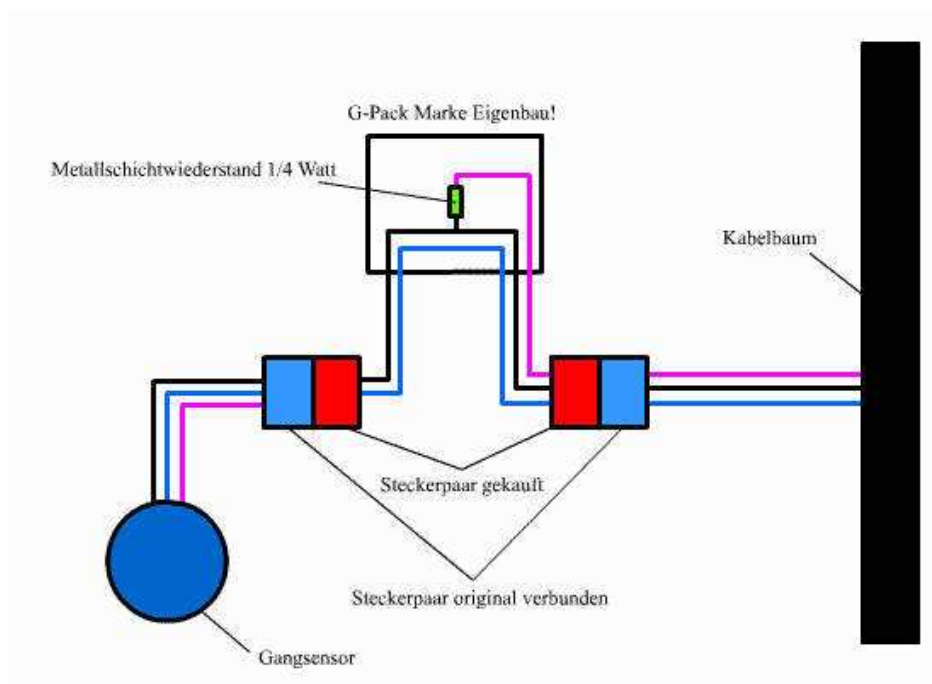 G-Pack Marke Eigenbau!
Metallschichtwiederstand 1/4 Watt
Kabelbaum
Steckerpaar gekauft
Steckerpaar original verbunden
Gangsensor